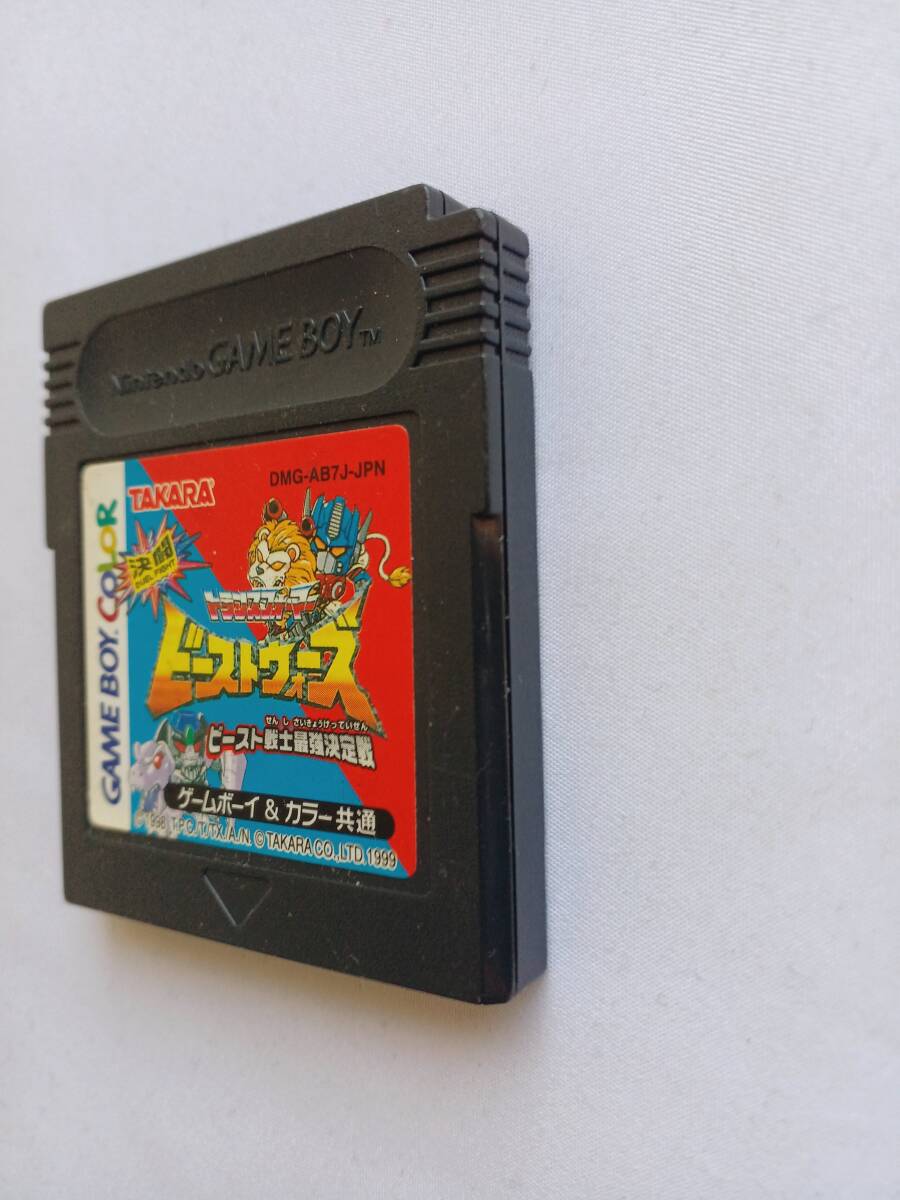 Nintendo GAME BOY™
DMG-AB7J-JPN
TAKARA
GAME BOY COLOR
決闘
DUEL FIGHT
トランスフォーマー
ビーストウォーズ
せんしさいきょうけっていせん
ビースト戦士最強決定戦
ゲームボーイ & カラー共通
© 1998 T.PC./T./TX./A./N. © TAKARA CO.,LTD.1999